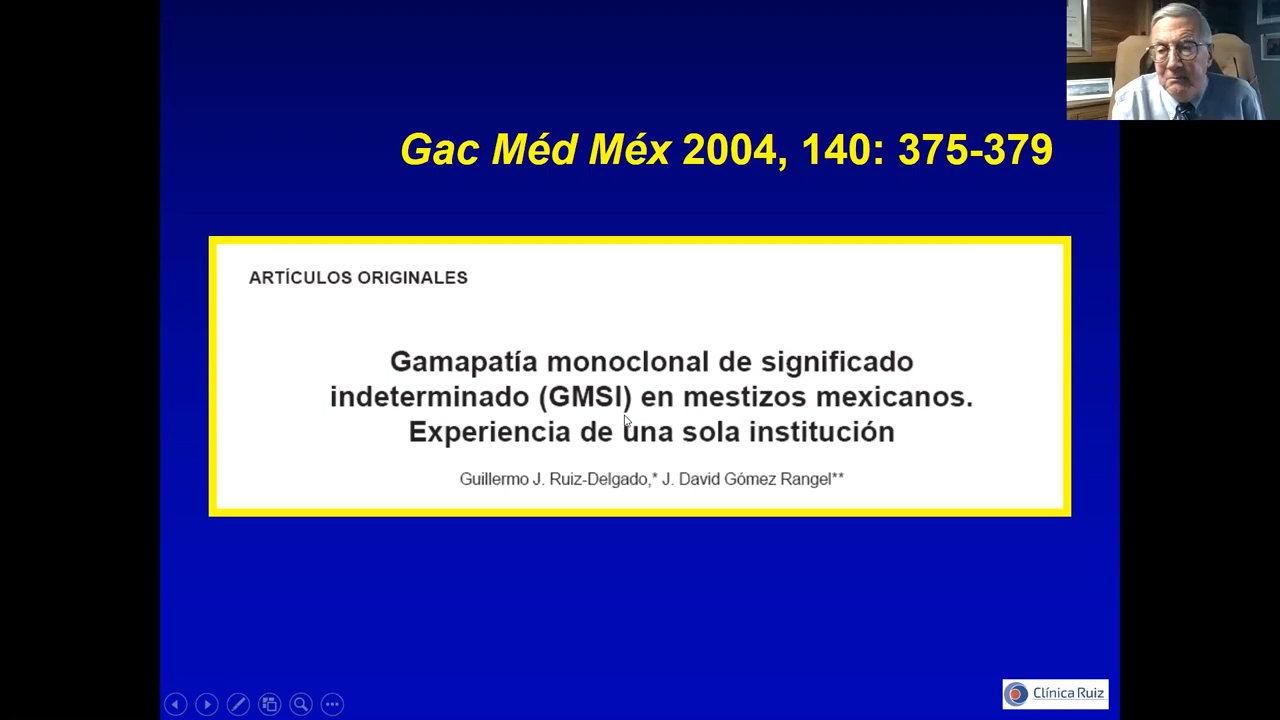 Gac Méd Méx 2004, 140: 375-379
ARTÍCULOS ORIGINALES
Gamapatía monoclonal de significado
indeterminado (GMSI) en mestizos mexicanos.
Experiencia de una sola institución
Guillermo J. Ruiz-Delgado,* J. David Gómez Rangel**
Clínica Ruiz